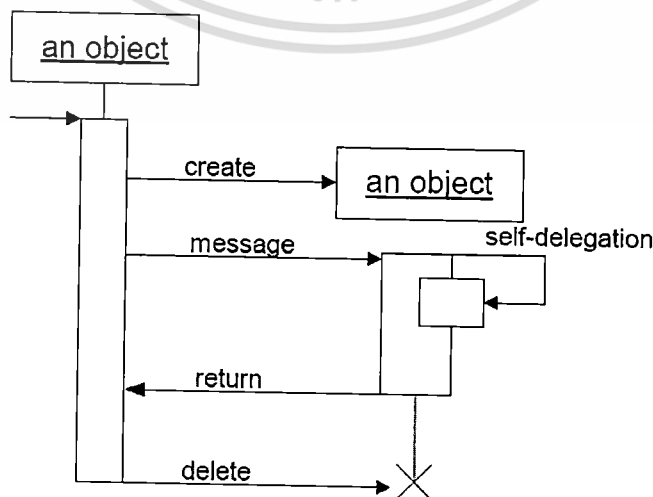 an object
create
an object
message
self-delegation
return
delete